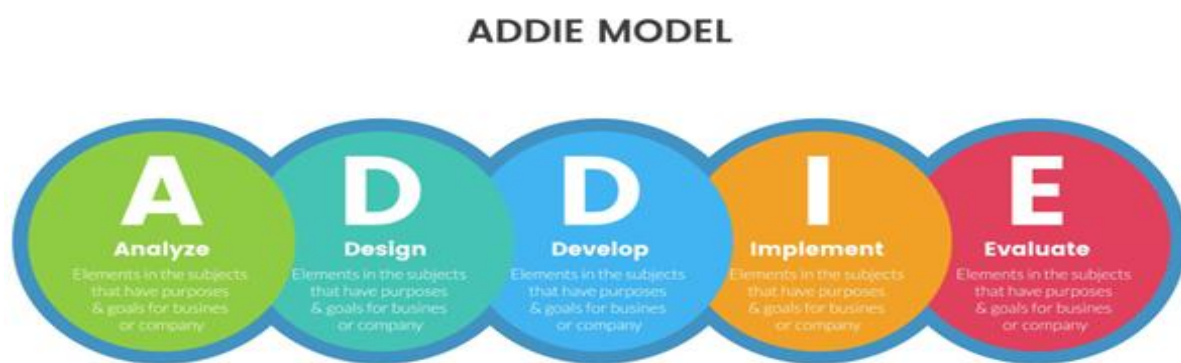 ADDIE MODEL
A
Analyze
Elements in the subjects
that have purposes
& goals for busines
or company
D
Design
Elements in the subjects
that have purposes
& goals for busines
or company
D
Develop
Elements in the subjects
that have purposes
& goals for busines
or company
I
Implement
Elements in the subjects
that have purposes
& goals for busines
or company
E
Evaluate
Elements in the subjects
that have purposes
& goals for busines
or company